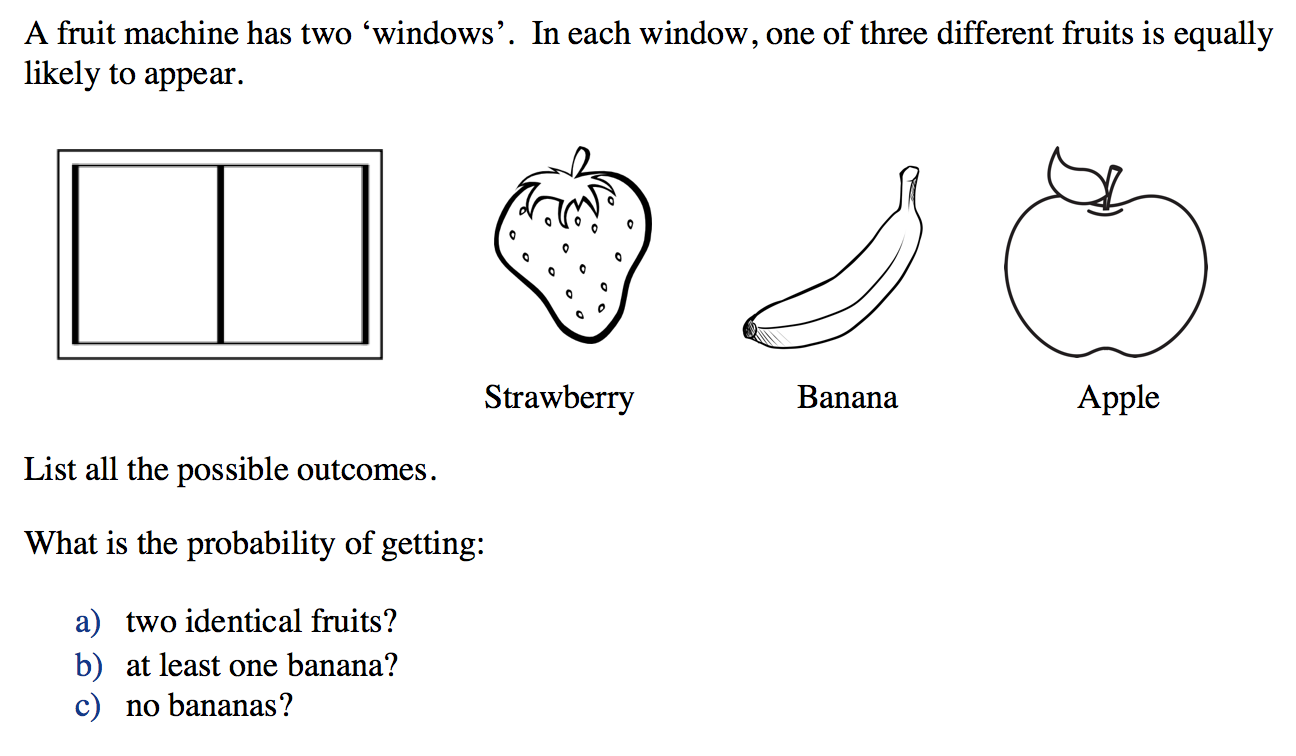 A fruit machine has two ‘windows’. In each window, one of three different fruits is equally
likely to appear.
Strawberry Banana Apple
List all the possible outcomes.
What is the probability of getting:
a) two identical fruits?
b) at least one banana?
c) no bananas?